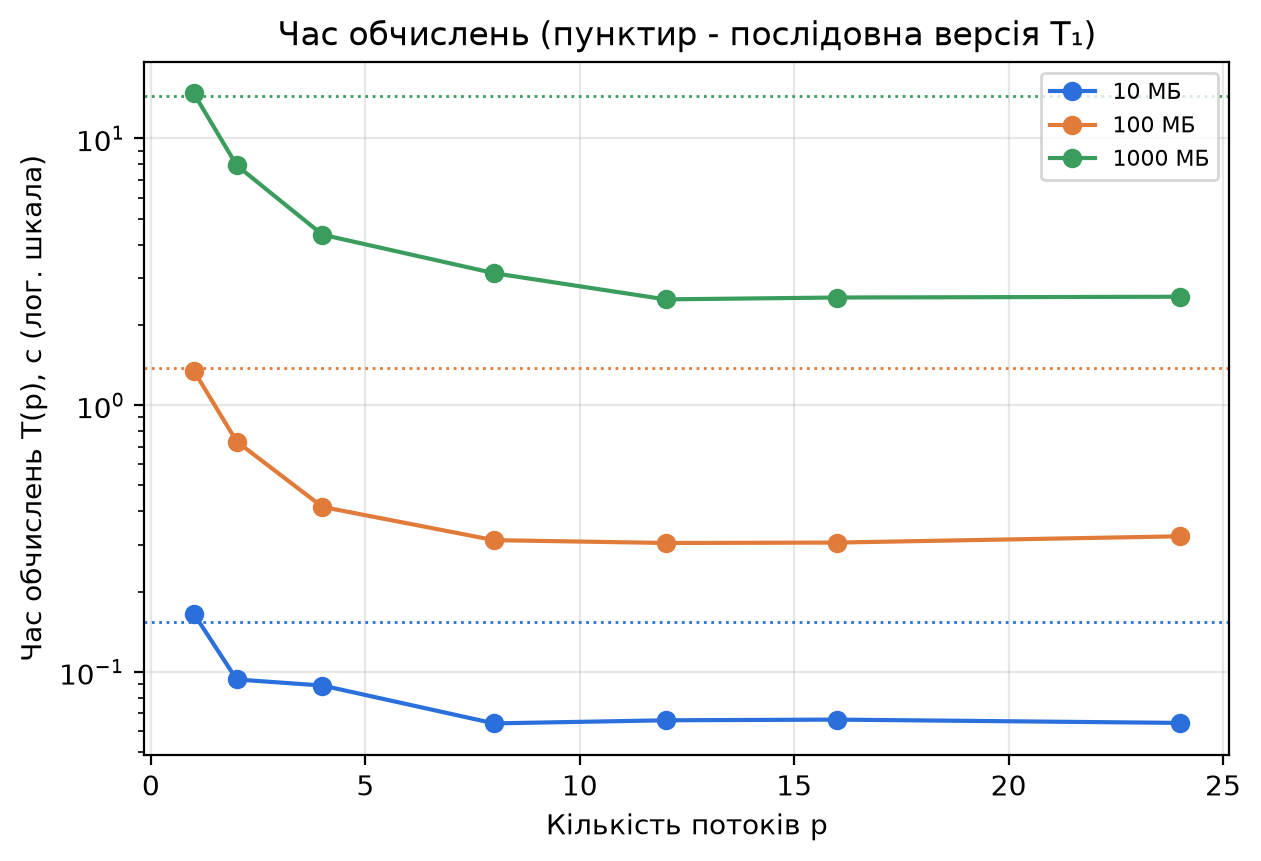 Час обчислень (пунктир - послідовна версія T₁)
10 МБ
100 МБ
1000 МБ
Час обчислень T(p), с (лог. шкала)
10¹
10⁰
10⁻¹
0 5 10 15 20 25
Кількість потоків p